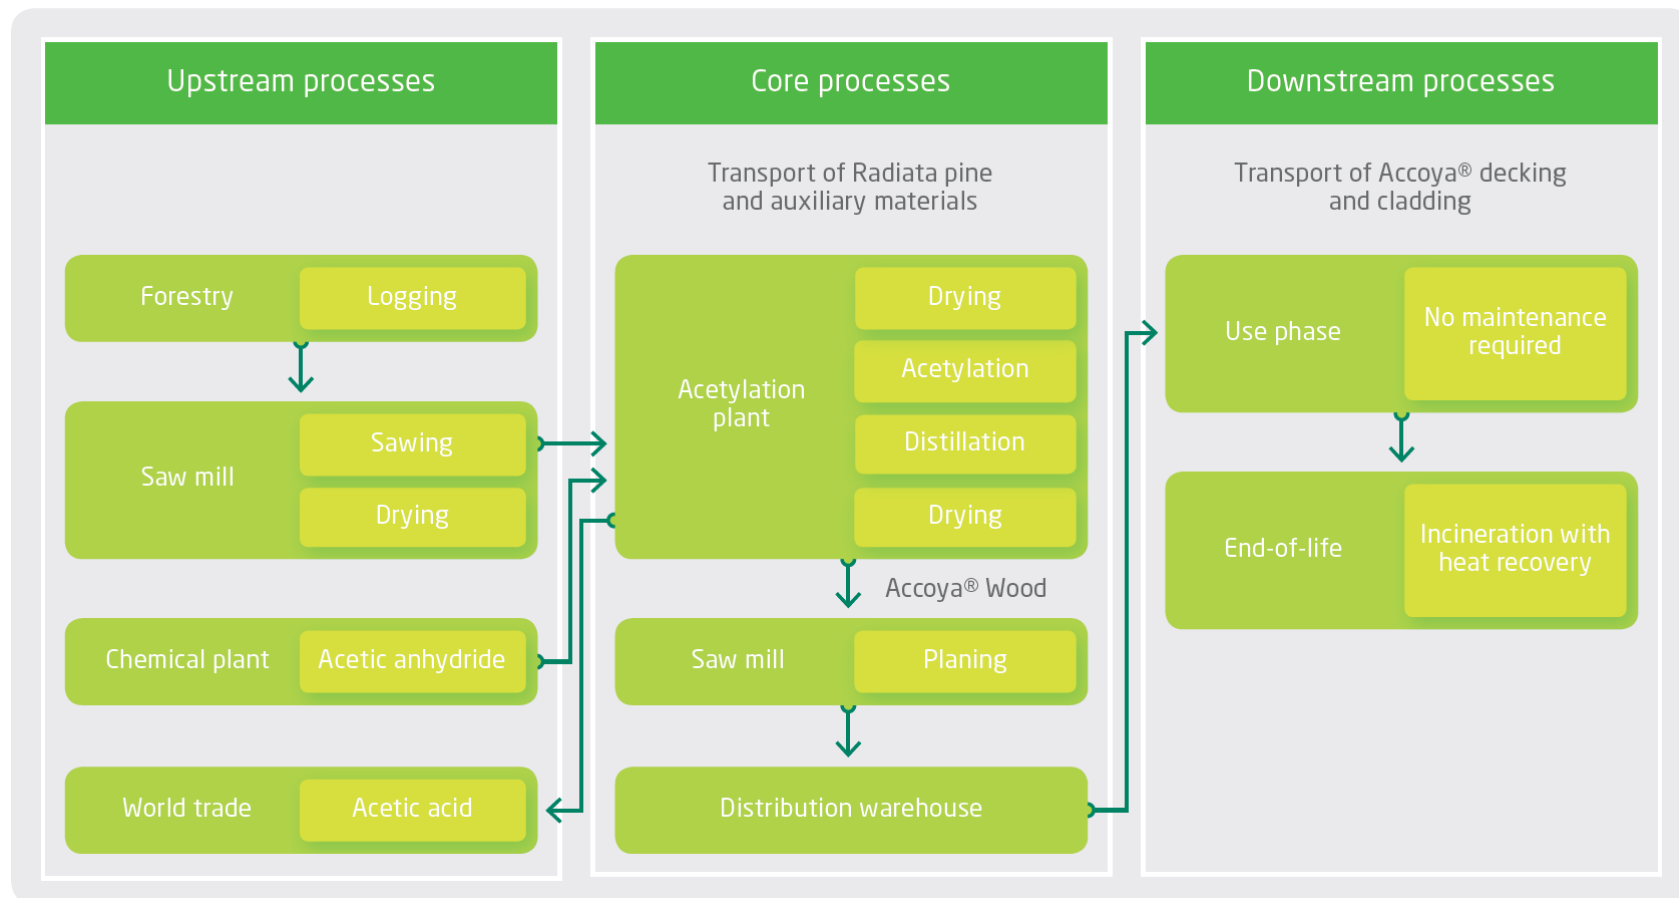 Upstream processes
Forestry
Logging
Saw mill
Sawing
Drying
Chemical plant
Acetic anhydride
World trade
Acetic acid
Core processes
Transport of Radiata pine
and auxiliary materials
Acetylation
plant
Drying
Acetylation
Distillation
Drying
Accoya® Wood
Saw mill
Planing
Distribution warehouse
Downstream processes
Transport of Accoya® decking
and cladding
Use phase
No maintenance
required
End-of-life
Incineration with
heat recovery